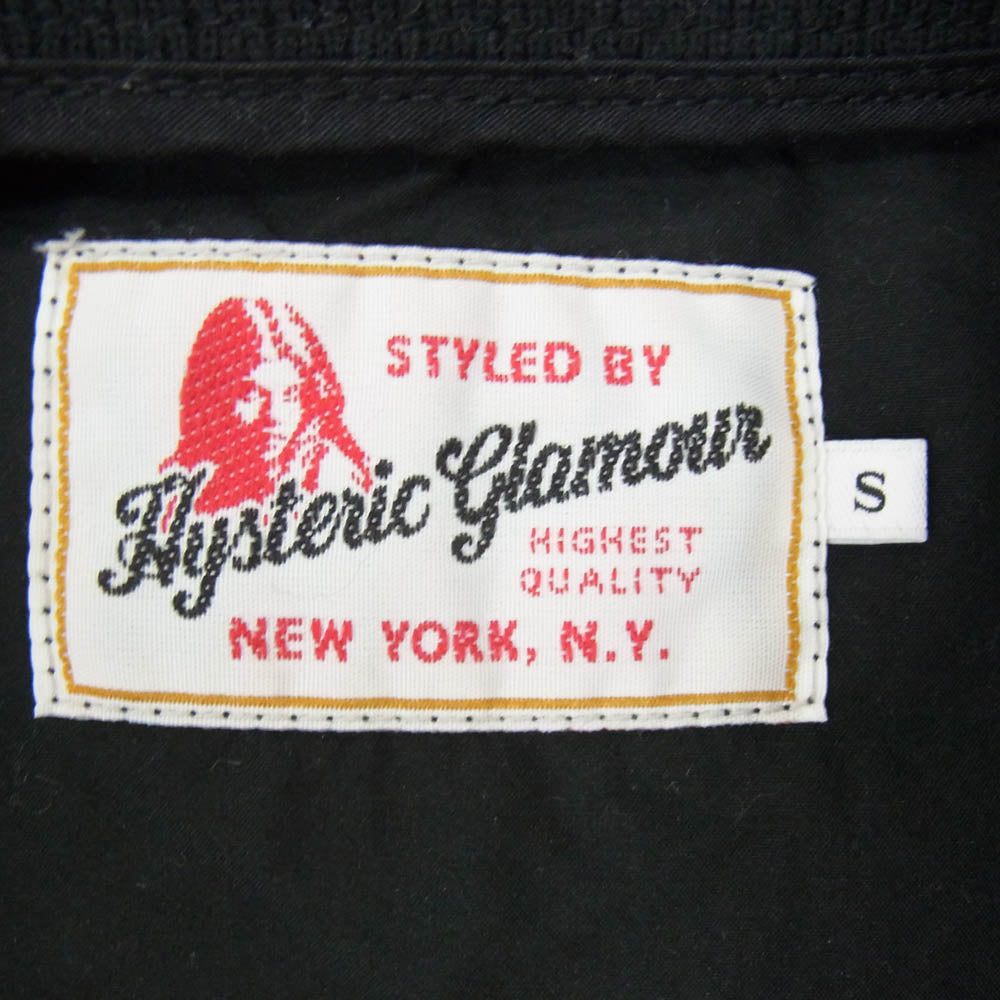 STYLED BY
Hysteric Glamour
HIGHEST
QUALITY
NEW YORK, N.Y.
S